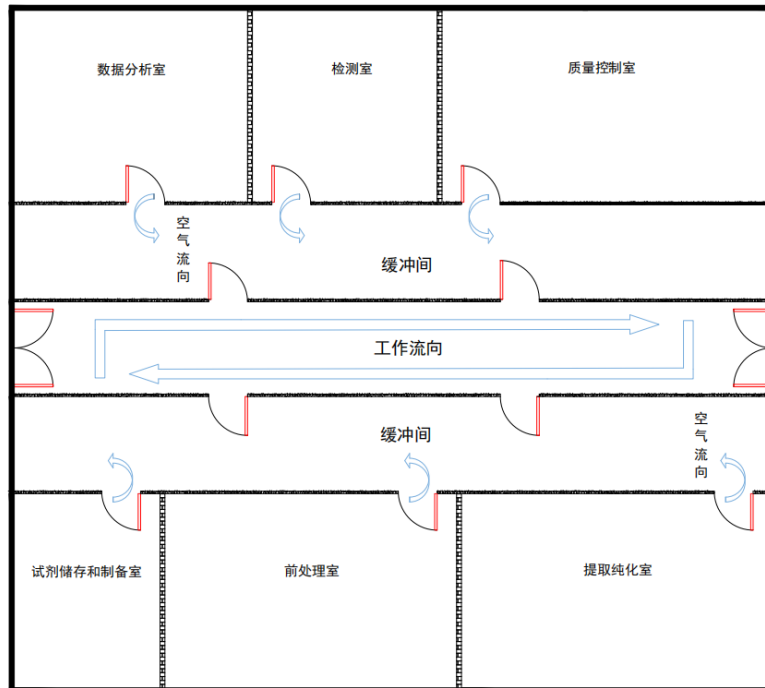 数据分析室
检测室
质量控制室
空气流向
缓冲间
工作流向
缓冲间
空气流向
试剂储存和制备室
前处理室
提取纯化室